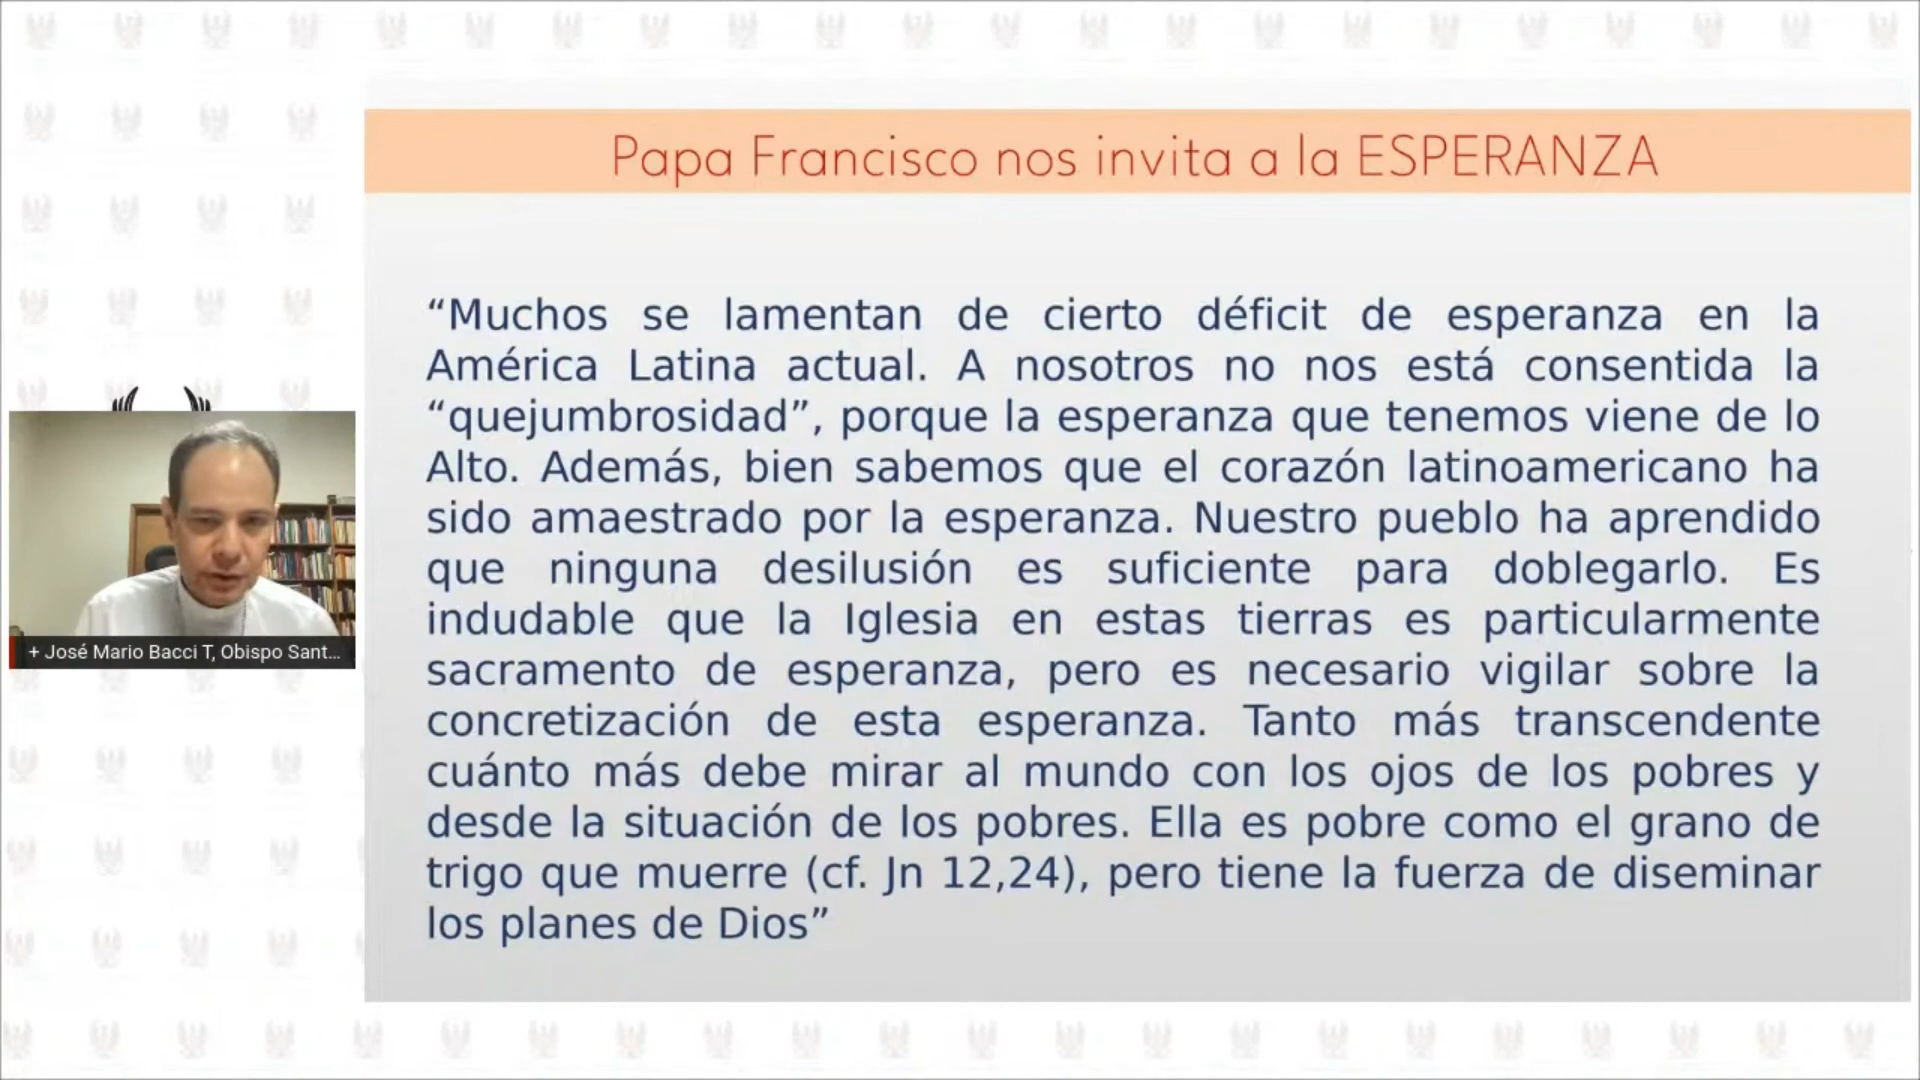 Papa Francisco nos invita a la ESPERANZA
“Muchos se lamentan de cierto déficit de esperanza en la
América Latina actual. A nosotros no nos está consentida la
“quejumbrosidad”, porque la esperanza que tenemos viene de lo
Alto. Además, bien sabemos que el corazón latinoamericano ha
sido amaestrado por la esperanza. Nuestro pueblo ha aprendido
que ninguna desilusión es suficiente para doblegarlo. Es
indudable que la Iglesia en estas tierras es particularmente
sacramento de esperanza, pero es necesario vigilar sobre la
concretización de esta esperanza. Tanto más transcendente
cuánto más debe mirar al mundo con los ojos de los pobres y
desde la situación de los pobres. Ella es pobre como el grano de
trigo que muerre (cf. Jn 12,24), pero tiene la fuerza de diseminar
los planes de Dios”
+ José Mario Bacci T, Obispo Sant...